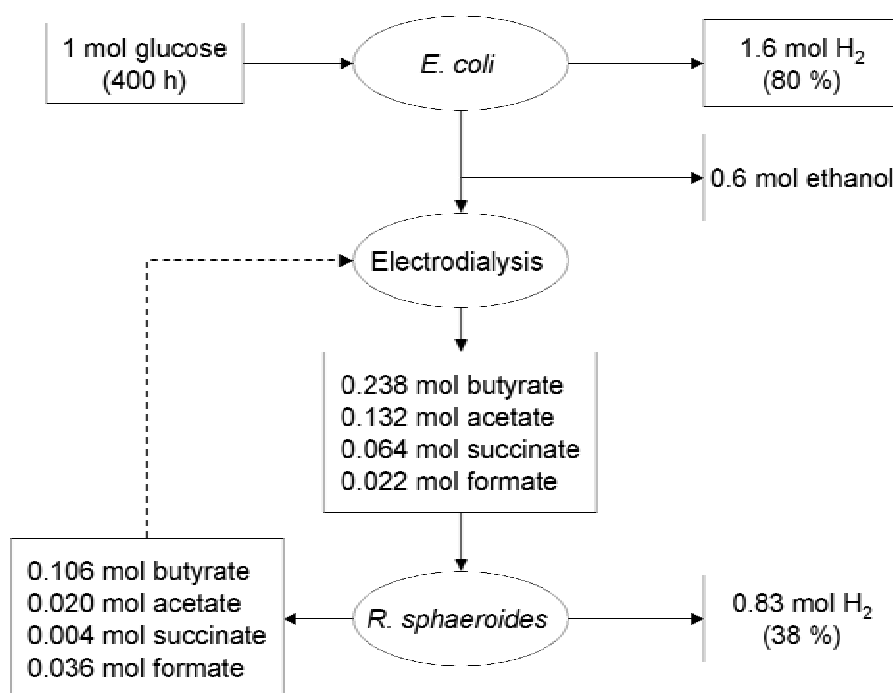 1 mol glucose
(400 h)
E. coli
1.6 mol H₂
(80 %)
0.6 mol ethanol
Electrodialysis
0.238 mol butyrate
0.132 mol acetate
0.064 mol succinate
0.022 mol formate
0.106 mol butyrate
0.020 mol acetate
0.004 mol succinate
0.036 mol formate
R. sphaeroides
0.83 mol H₂
(38 %)